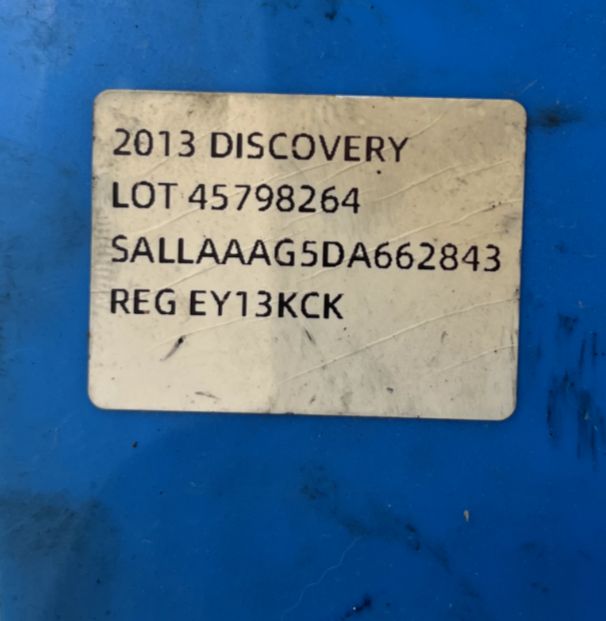 2013 DISCOVERY
LOT 45798264
SALLAAAG5DA662843
REG EY13KCK